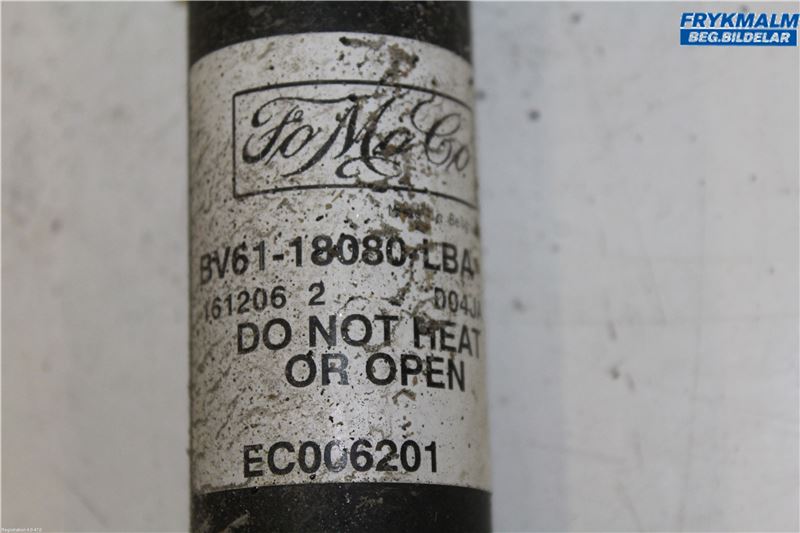 FRYKMALM
BEG.BILDELAR
FoMoCo
BV61-18080-LBA
161206 2 D04JA
DO NOT HEAT
OR OPEN
EC006201